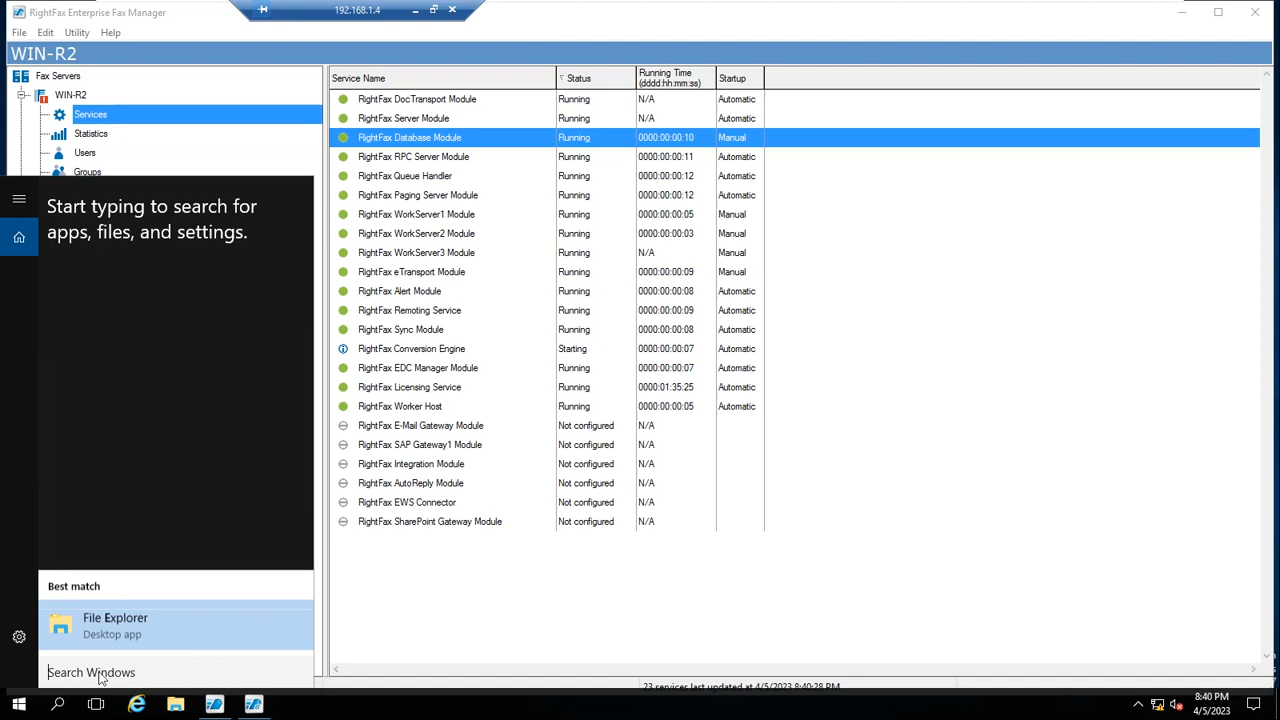 RightFax Enterprise Fax Manager
192.168.1.4
File Edit Utility Help
WIN-R2
Fax Servers
WIN-R2
Services
Statistics
Users
Groups
Start typing to search for
apps, files, and settings.
Best match
File Explorer
Desktop app
Search Windows
Service Name Status Running Time (dddd:hh:mm:ss) Startup
RightFax DocTransport Module Running N/A Automatic
RightFax Server Module Running Automatic
RightFax Database Module Running 0000:00:00:10 Manual
RightFax RPC Server Module Running 0000:00:00:11 Automatic
RightFax Queue Handler Running 0000:00:00:12 Automatic
RightFax Paging Server Module Running 0000:00:00:12 Automatic
RightFax WorkServer1 Module Running 0000:00:00:05 Manual
RightFax WorkServer2 Module Running 0000:00:00:03 Manual
RightFax WorkServer3 Module Running N/A Manual
RightFax eTransport Module Running 0000:00:00:09 Manual
RightFax Alert Module Running 0000:00:00:08 Automatic
RightFax Remoting Service Running 0000:00:00:09 Automatic
RightFax Sync Module Running 0000:00:00:08 Automatic
RightFax Conversion Engine Starting 0000:00:00:07 Automatic
RightFax EDC Manager Module Running 0000:00:00:07 Automatic
RightFax Licensing Service Running 0000:01:35:25 Automatic
RightFax Worker Host Running 0000:00:00:05 Automatic
RightFax E-Mail Gateway Module Not configured N/A
RightFax SAP Gateway1 Module Not configured N/A
RightFax Integration Module Not configured N/A
RightFax AutoReply Module Not configured N/A
RightFax EWS Connector Not configured N/A
RightFax SharePoint Gateway Module Not configured N/A
23 services last updated at 4/5/2023 8:40:28 PM
8:40 PM
4/5/2023